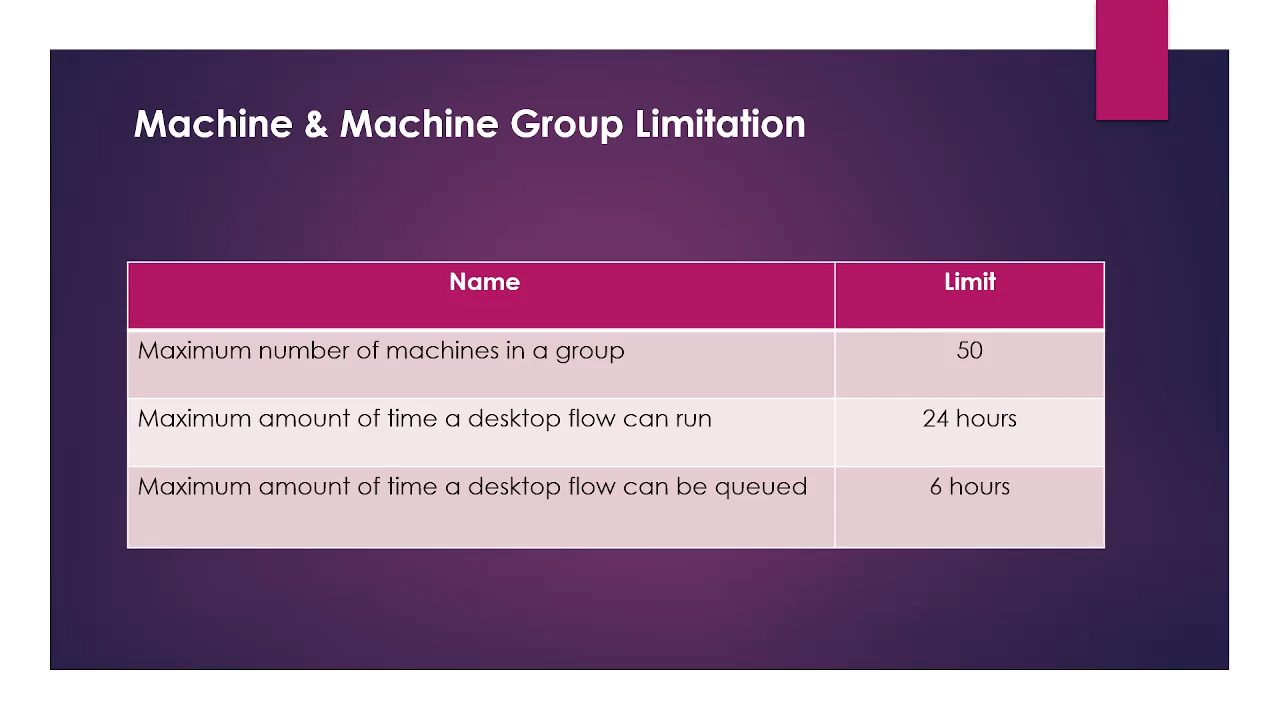 Machine & Machine Group Limitation
Name Limit
Maximum number of machines in a group 50
Maximum amount of time a desktop flow can run 24 hours
Maximum amount of time a desktop flow can be queued 6 hours